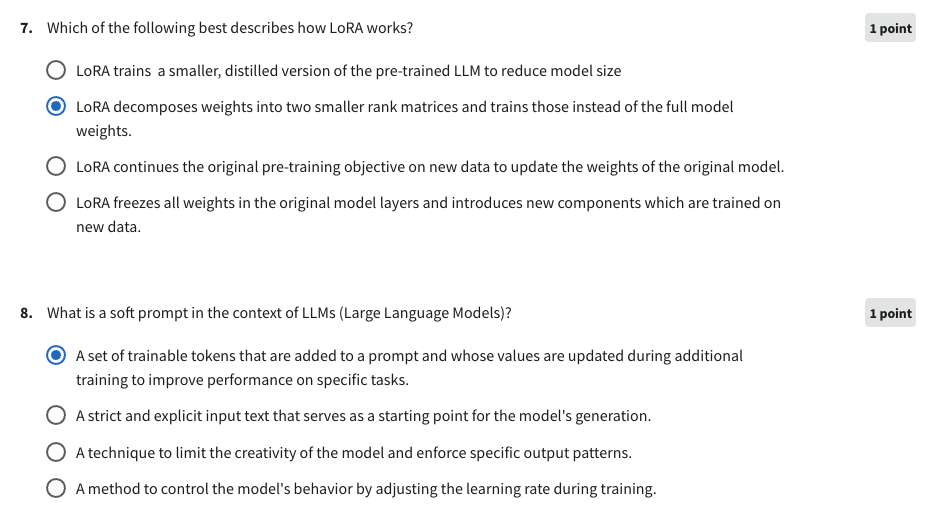 7. Which of the following best describes how LoRA works?
1 point
LoRA trains  a smaller, distilled version of the pre-trained LLM to reduce model size
LoRA decomposes weights into two smaller rank matrices and trains those instead of the full model
weights.
LoRA continues the original pre-training objective on new data to update the weights of the original model.
LoRA freezes all weights in the original model layers and introduces new components which are trained on
new data.
8. What is a soft prompt in the context of LLMs (Large Language Models)?
1 point
A set of trainable tokens that are added to a prompt and whose values are updated during additional
training to improve performance on specific tasks.
A strict and explicit input text that serves as a starting point for the model's generation.
A technique to limit the creativity of the model and enforce specific output patterns.
A method to control the model's behavior by adjusting the learning rate during training.